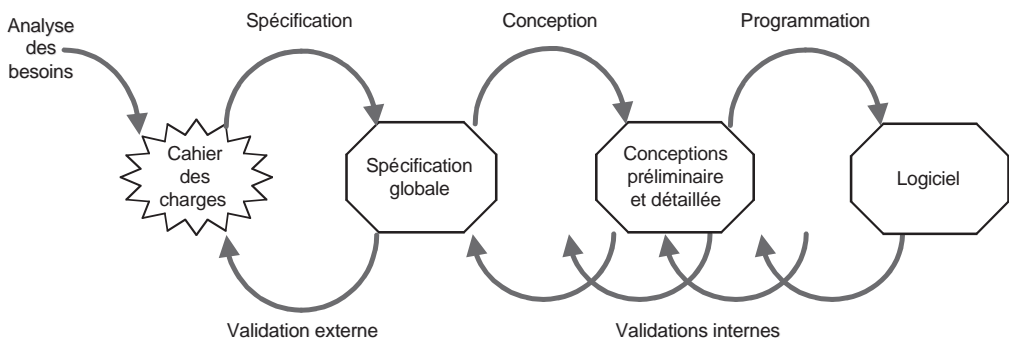 Analyse
des
besoins
Spécification
Conception
Programmation
Cahier
des
charges
Spécification
globale
Conceptions
préliminaire
et détaillée
Logiciel
Validation externe
Validations internes